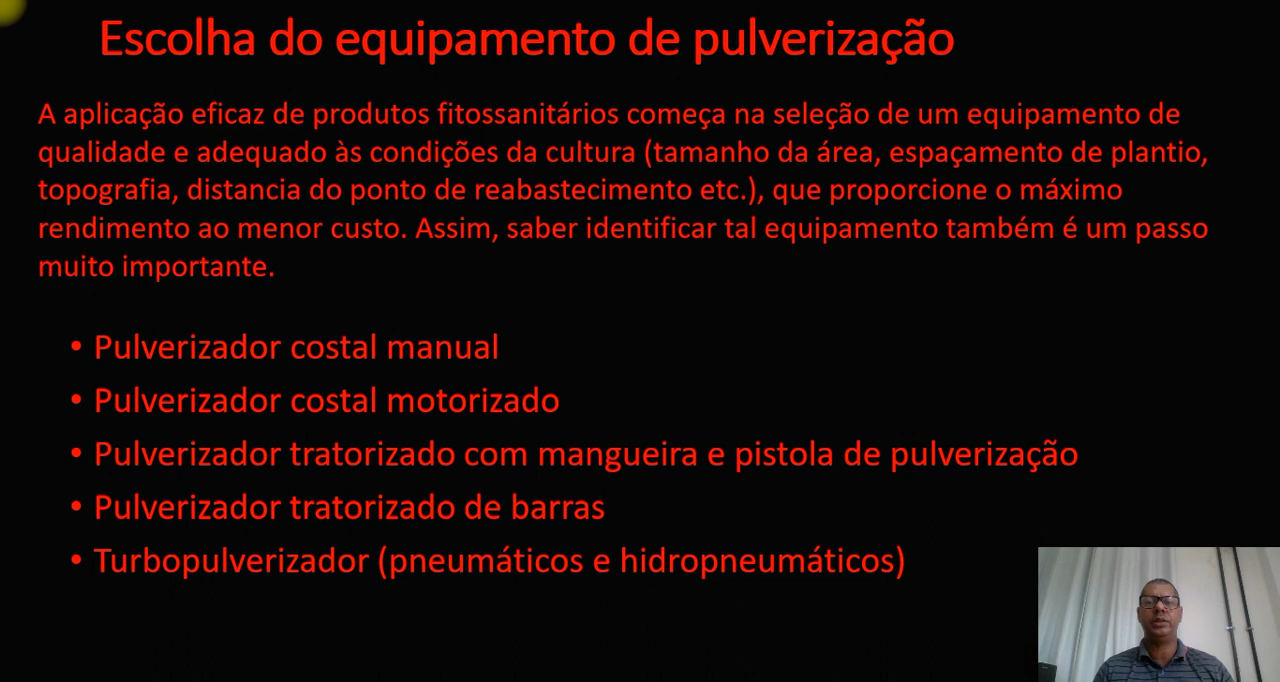 Escolha do equipamento de pulverização
A aplicação eficaz de produtos fitossanitários começa na seleção de um equipamento de
qualidade e adequado às condições da cultura (tamanho da área, espaçamento de plantio,
topografia, distancia do ponto de reabastecimento etc.), que proporcione o máximo
rendimento ao menor custo. Assim, saber identificar tal equipamento também é um passo
muito importante.
• Pulverizador costal manual
• Pulverizador costal motorizado
• Pulverizador tratorizado com mangueira e pistola de pulverização
• Pulverizador tratorizado de barras
• Turbopulverizador (pneumáticos e hidropneumáticos)